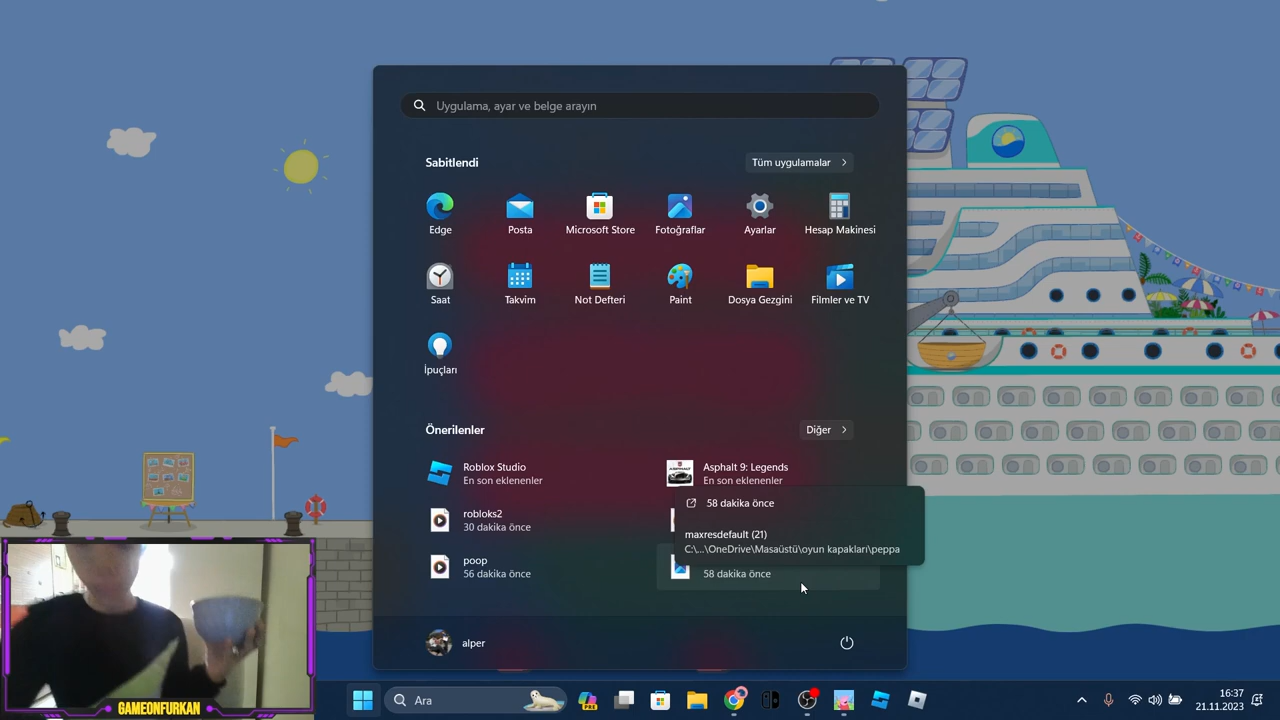 Uygulama, ayar ve belge arayın
Sabitlendi
Tüm uygulamalar
Edge
Posta
Microsoft Store
Fotoğraflar
Ayarlar
Hesap Makinesi
Saat
Takvim
Not Defteri
Paint
Dosya Gezgini
Filmler ve TV
İpuçları
Önerilenler
Diğer
Roblox Studio
En son eklenenler
Asphalt 9: Legends
En son eklenenler
robloks2
30 dakika önce
58 dakika önce
maxresdefault (21)
C:\...\OneDrive\Masaüstü\oyun kapakları\peppa
poop
56 dakika önce
58 dakika önce
alper
GAMEONFURKAN
Ara
PRE
16:37
21.11.2023